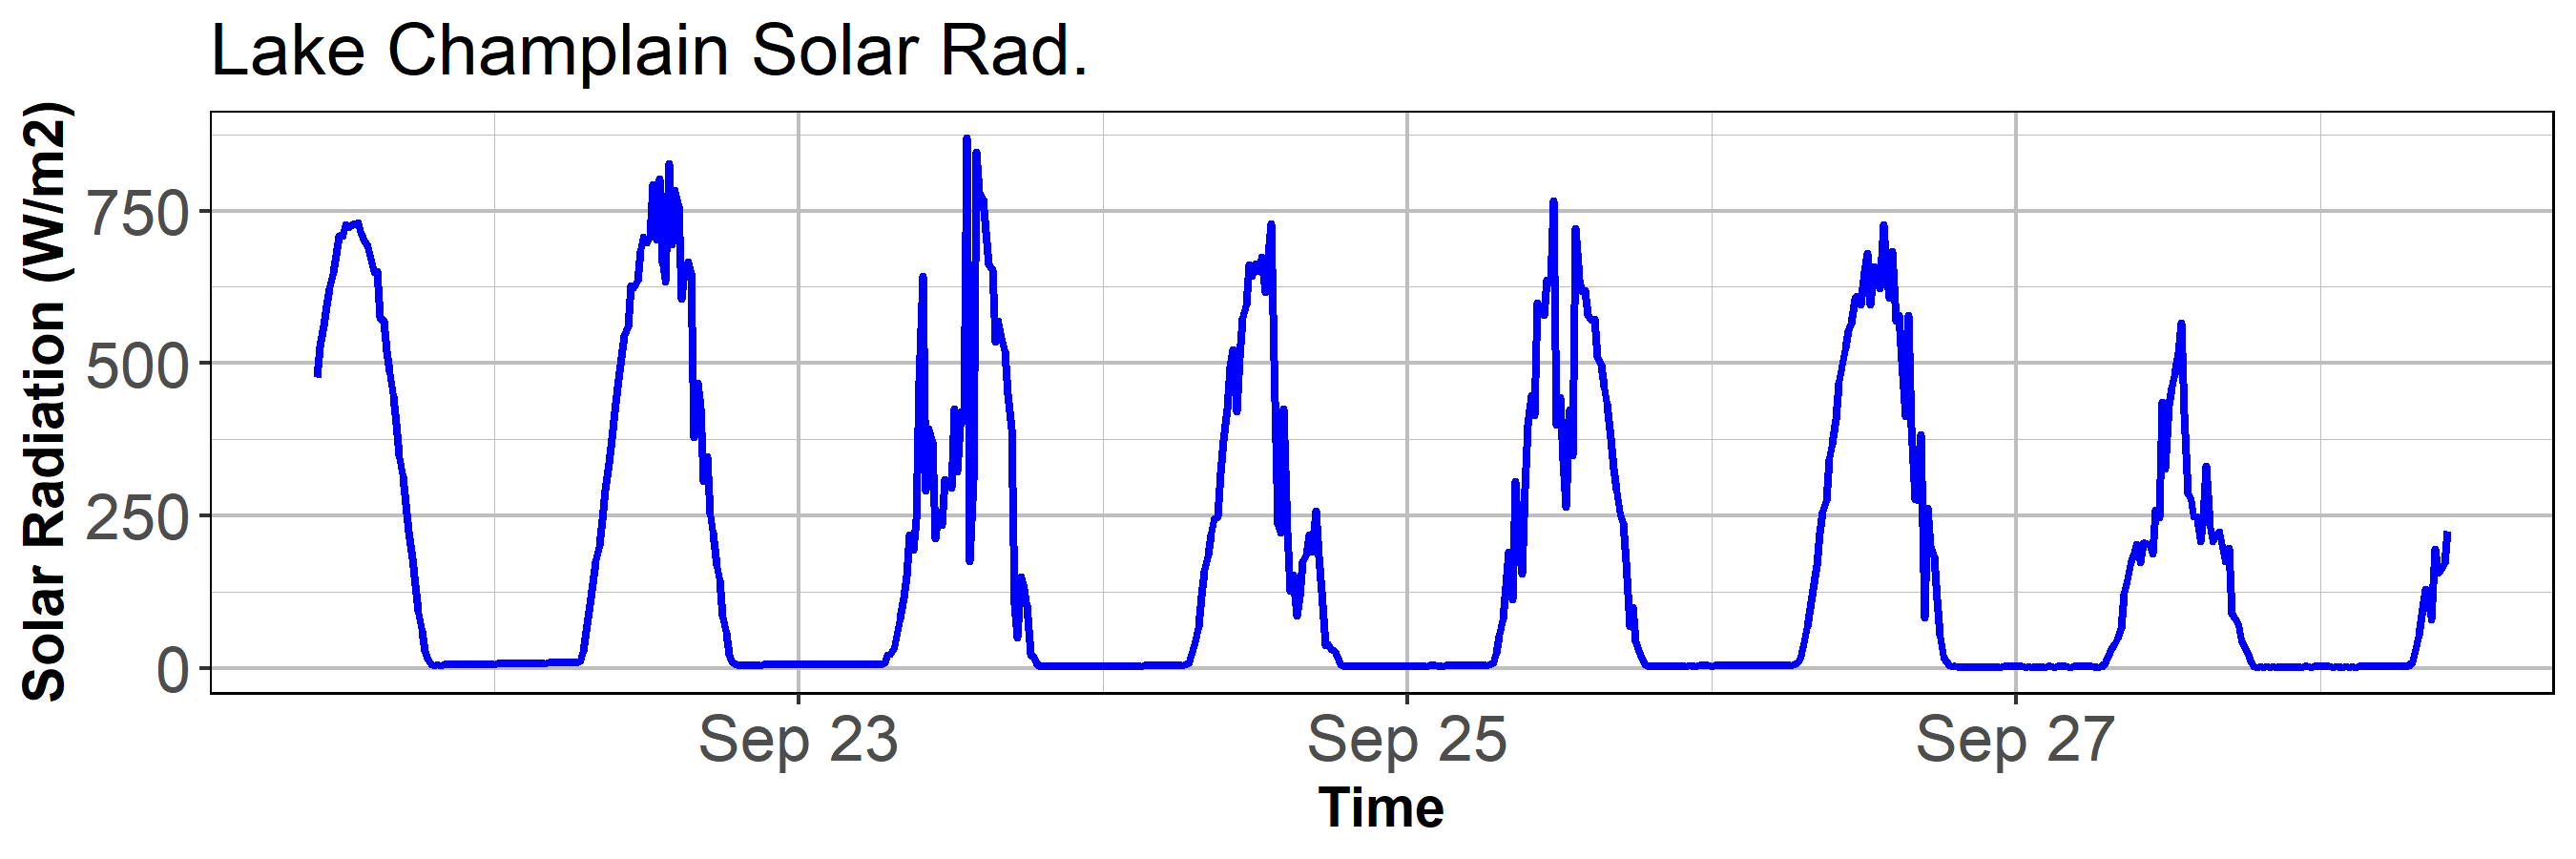 Lake Champlain Solar Rad.
Solar Radiation (W/m2)
750
500
250
0
Sep 23 Sep 25 Sep 27
Time